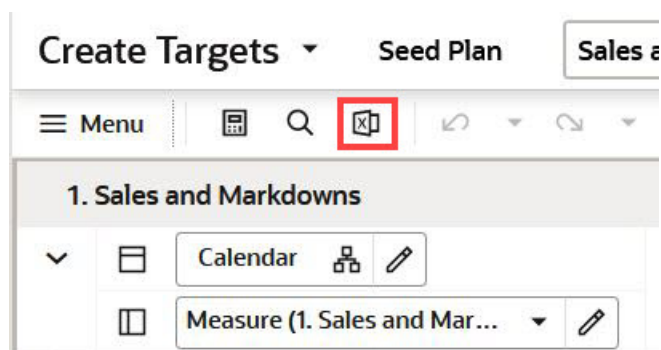 Create Targets Seed Plan Sales a
Menu
1. Sales and Markdowns
Calendar
Measure (1. Sales and Mar...